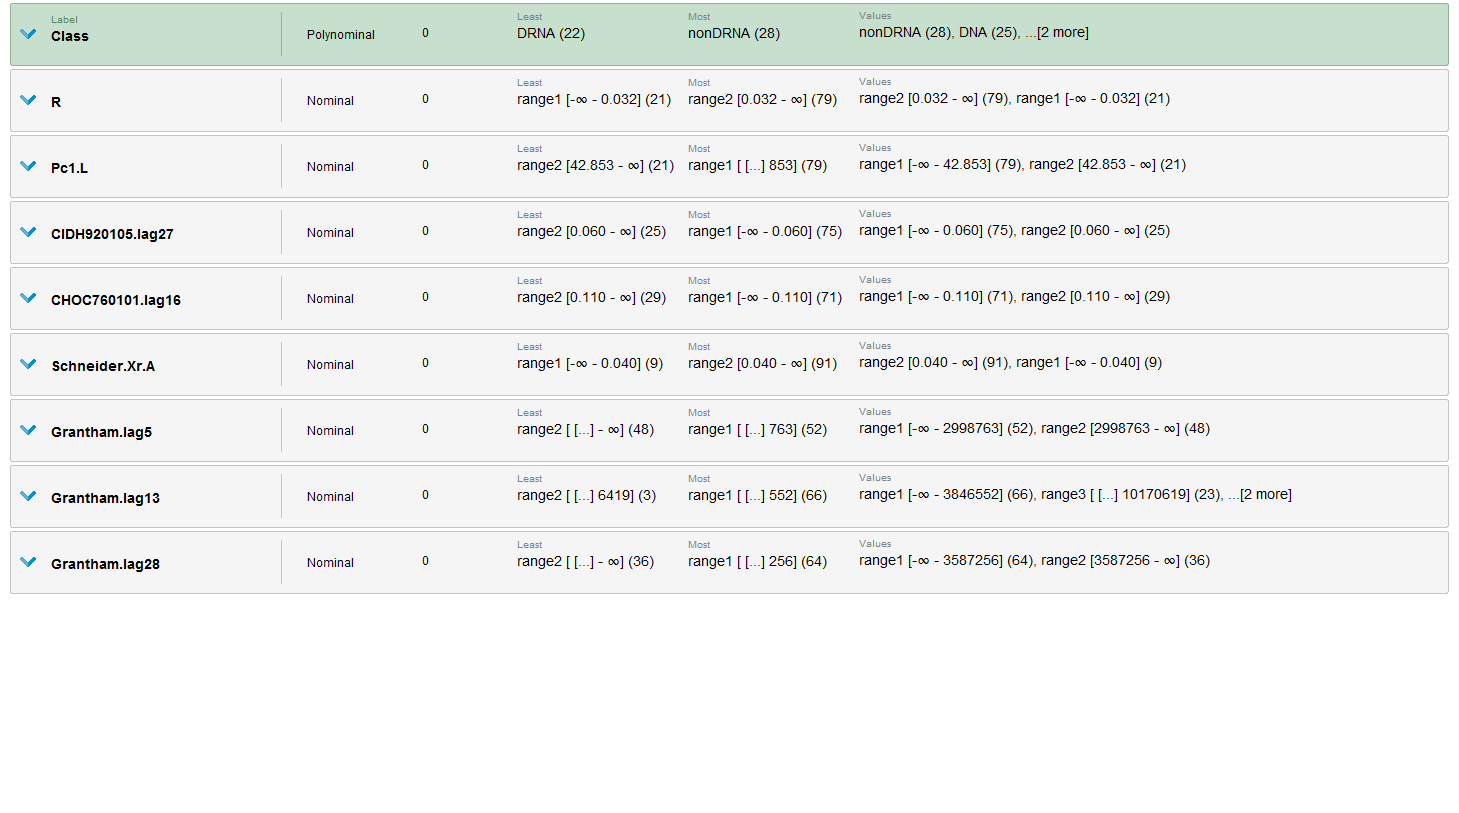 Label Least Most Values
Class Polynominal 0 DRNA (22) nonDRNA (28) nonDRNA (28), DNA (25), ...[2 more]
Least Most Values
R Nominal 0 range1 [-∞ - 0.032] (21) range2 [0.032 - ∞] (79) range2 [0.032 - ∞] (79), range1 [-∞ - 0.032] (21)
Least Most Values
Pc1.L Nominal 0 range2 [42.853 - ∞] (21) range1 [ [...] 853] (79) range1 [-∞ - 42.853] (79), range2 [42.853 - ∞] (21)
Least Most Values
CIDH920105.lag27 Nominal 0 range2 [0.060 - ∞] (25) range1 [-∞ - 0.060] (75) range1 [-∞ - 0.060] (75), range2 [0.060 - ∞] (25)
Least Most Values
CHOC760101.lag16 Nominal 0 range2 [0.110 - ∞] (29) range1 [-∞ - 0.110] (71) range1 [-∞ - 0.110] (71), range2 [0.110 - ∞] (29)
Least Most Values
Schneider.Xr.A Nominal 0 range1 [-∞ - 0.040] (9) range2 [0.040 - ∞] (91) range2 [0.040 - ∞] (91), range1 [-∞ - 0.040] (9)
Least Most Values
Grantham.lag5 Nominal 0 range2 [ [...] - ∞] (48) range1 [ [...] 763] (52) range1 [-∞ - 2998763] (52), range2 [2998763 - ∞] (48)
Least Most Values
Grantham.lag13 Nominal 0 range2 [ [...] 6419] (3) range1 [ [...] 552] (66) range1 [-∞ - 3846552] (66), range3 [ [...] 10170619] (23), ...[2 more]
Least Most Values
Grantham.lag28 Nominal 0 range2 [ [...] - ∞] (36) range1 [ [...] 256] (64) range1 [-∞ - 3587256] (64), range2 [3587256 - ∞] (36)